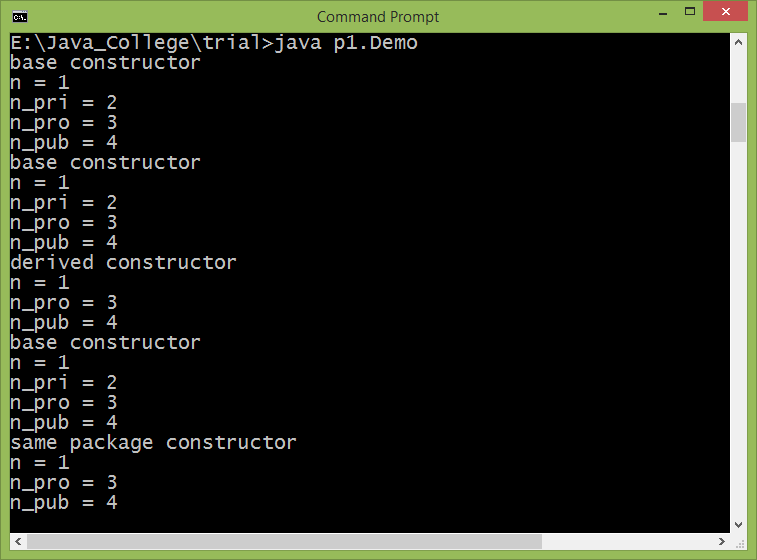 Command Prompt
E:\Java_College\trial>java p1.Demo
base constructor
n = 1
n_pri = 2
n_pro = 3
n_pub = 4
base constructor
n = 1
n_pri = 2
n_pro = 3
n_pub = 4
derived constructor
n = 1
n_pro = 3
n_pub = 4
base constructor
n = 1
n_pri = 2
n_pro = 3
n_pub = 4
same package constructor
n = 1
n_pro = 3
n_pub = 4